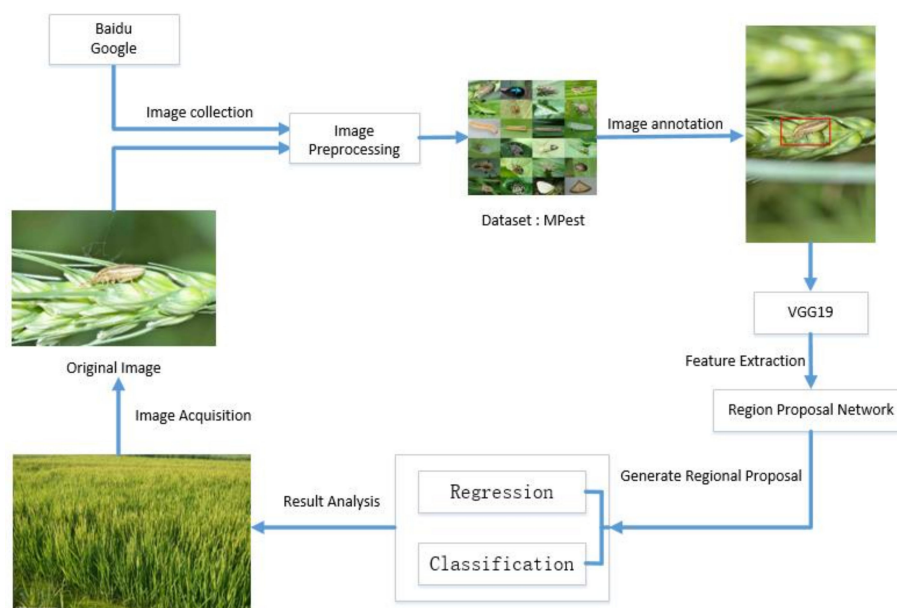 Baidu
Google
Image collection
Image
Preprocessing
Image annotation
Dataset : MPest
VGG19
Original Image
Feature Extraction
Image Acquisition
Region Proposal Network
Generate Regional Proposal
Regression
Result Analysis
Classification